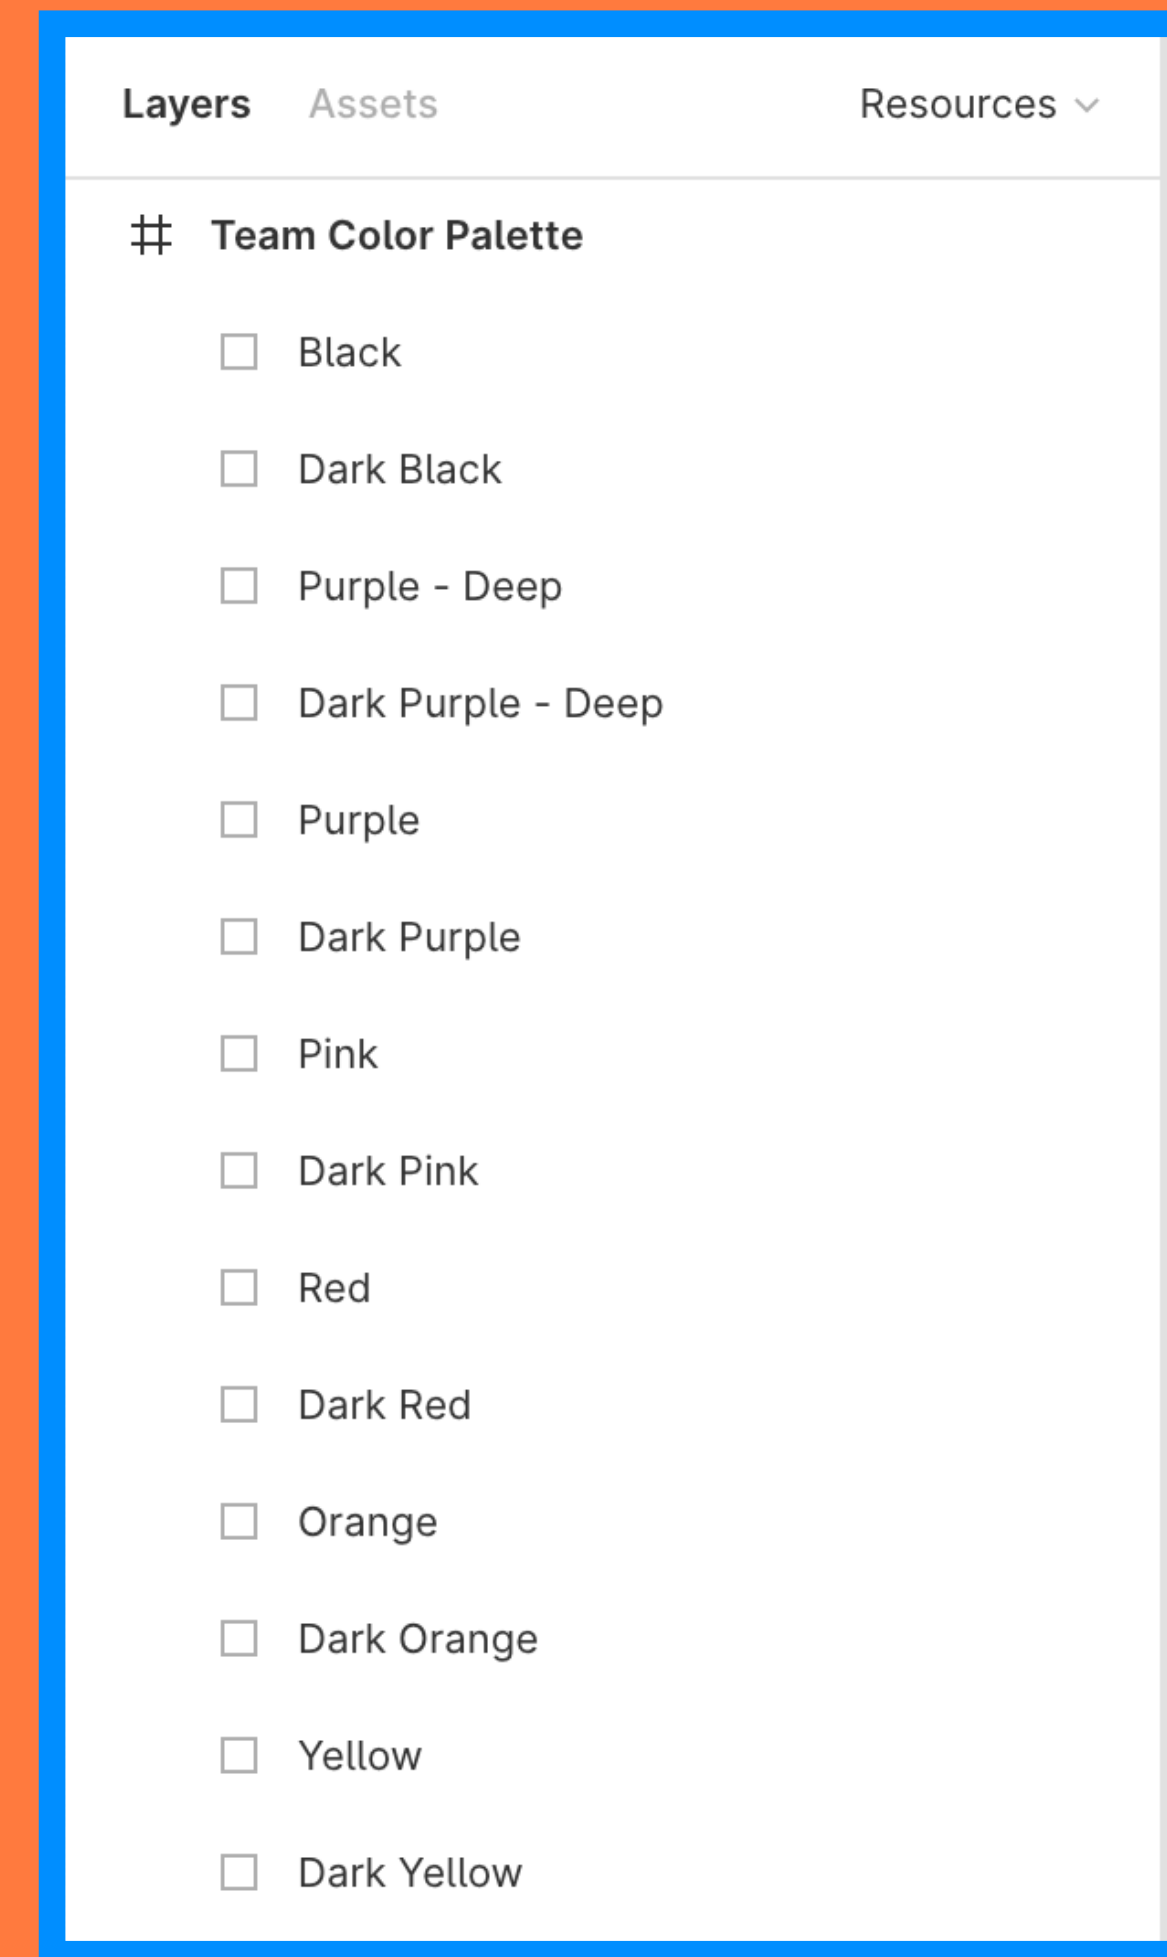 Layers Assets Resources
Team Color Palette
Black
Dark Black
Purple - Deep
Dark Purple - Deep
Purple
Dark Purple
Pink
Dark Pink
Red
Dark Red
Orange
Dark Orange
Yellow
Dark Yellow